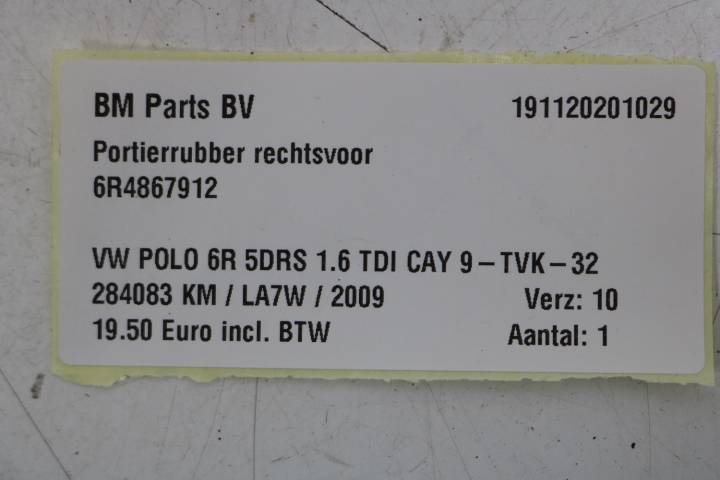 BM Parts BV 191120201029
Portierrubber rechtsvoor
6R4867912
VW POLO 6R 5DRS 1.6 TDI CAY 9-TVK-32
284083 KM / LA7W / 2009 Verz: 10
19.50 Euro incl. BTW Aantal: 1